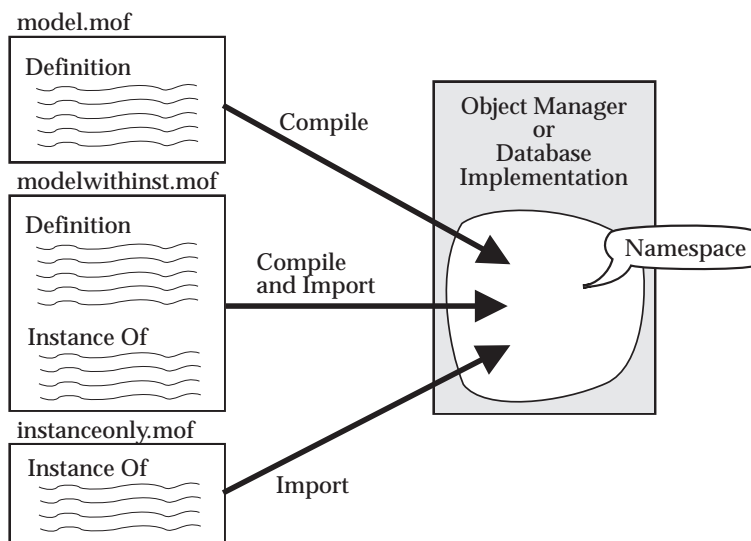 model.mof
Definition
Compile
Object Manager
or
Database
Implementation
modelwithinst.mof
Definition
Namespace
Compile
and Import
Instance Of
instanceonly.mof
Instance Of
Import